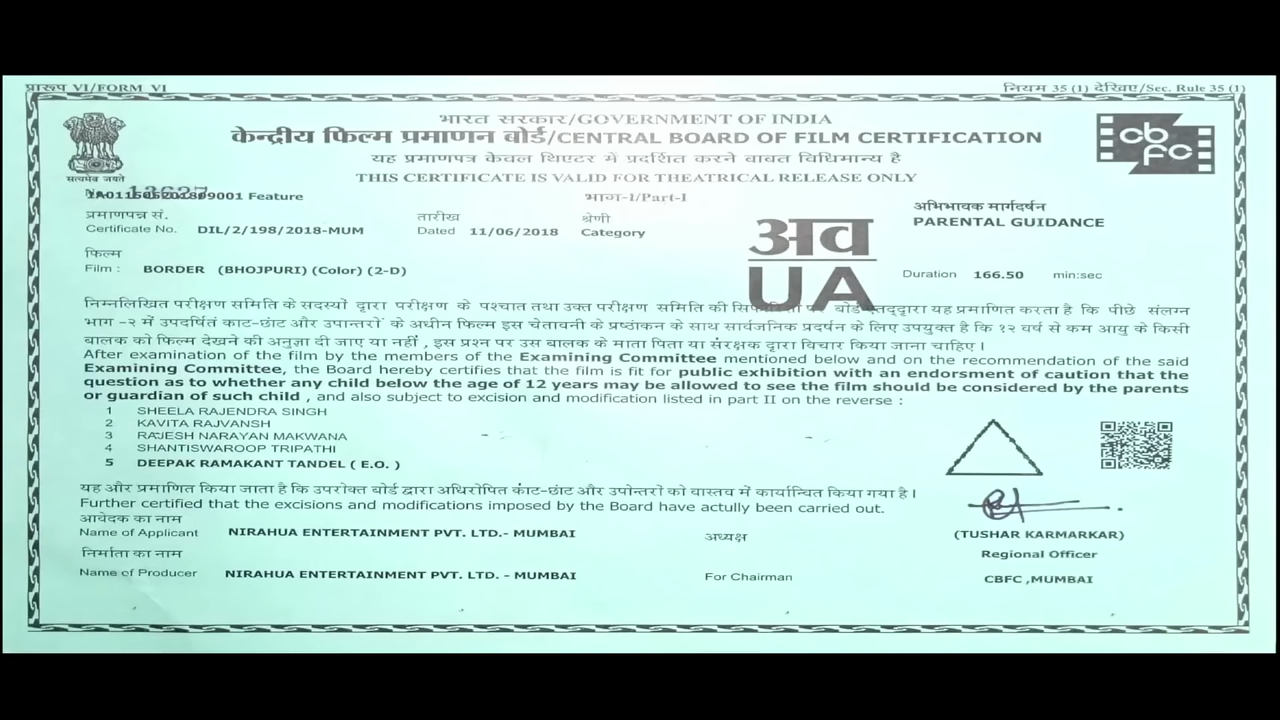 प्रारूप VI/FORM VI
नियम 35 (1) देखिए/Sec. Rule 35 (1)
भारत सरकार/GOVERNMENT OF INDIA
केन्द्रीय फिल्म प्रमाणन बोर्ड/CENTRAL BOARD OF FILM CERTIFICATION
cb
fc
यह प्रमाणपत्र केवल थिएटर में प्रदर्शित करने बाबत विधिमान्य है
सत्यमेव जयते
THIS CERTIFICATE IS VALID FOR THEATRICAL RELEASE ONLY
Feature
भाग-1/Part-I
प्रमाणपत्र सं. तारीख श्रेणी
Certificate No. DIL/2/198/2018-MUM Dated 11/06/2018 Category
अव
UA
अभिभावक मार्गदर्षन
PARENTAL GUIDANCE
फिल्म
Film : BORDER (BHOJPURI) (Color) (2-D)
Duration 166.50 min:sec
निम्नलिखित परीक्षण समिति के सदस्यों द्वारा परीक्षण के पश्चात तथा उक्त परीक्षण समिति की बोर्ड यह प्रमाणित करता है कि पीछे संलग्न
भाग -२ में उपदर्षित काट-छांट और उपान्तरों के अधीन फिल्म इस चेतावनी के प्रष्ठांकन के साथ सार्वजनिक प्रदर्षन के लिए उपयुक्त है कि १२ वर्ष से कम आयु के किसी
बालक को फिल्म देखने की अनुज्ञा दी जाए या नहीं , इस प्रश्न पर उस बालक के माता पिता या संरक्षक द्वारा विचार किया जाना चाहिए ।
After examination of the film by the members of the Examining Committee mentioned below and on the recommendation of the said
Examining Committee, the Board hereby certifies that the film is fit for public exhibition with an endorsment of caution that the
question as to whether any child below the age of 12 years may be allowed to see the film should be considered by the parents
or guardian of such child , and also subject to excision and modification listed in part II on the reverse :
1 SHEELA RAJENDRA SINGH
2 KAVITA RAJVANSH
3 RAJESH NARAYAN MAKWANA
4 SHANTISWAROOP TRIPATHI
5 DEEPAK RAMAKANT TANDEL ( E.O. )
यह और प्रमाणित किया जाता है कि उपरोक्त बोर्ड द्वारा अधिरोपित कांट-छांट और उपोन्तरों को वास्तव में कार्यान्वित किया गया है ।
Further certified that the excisions and modifications imposed by the Board have actully been carried out.
आवेदक का नाम
Name of Applicant NIRAHUA ENTERTAINMENT PVT. LTD.- MUMBAI
अध्यक्ष
(TUSHAR KARMARKAR)
निर्माता का नाम
Regional Officer
Name of Producer NIRAHUA ENTERTAINMENT PVT. LTD. - MUMBAI
For Chairman
CBFC ,MUMBAI